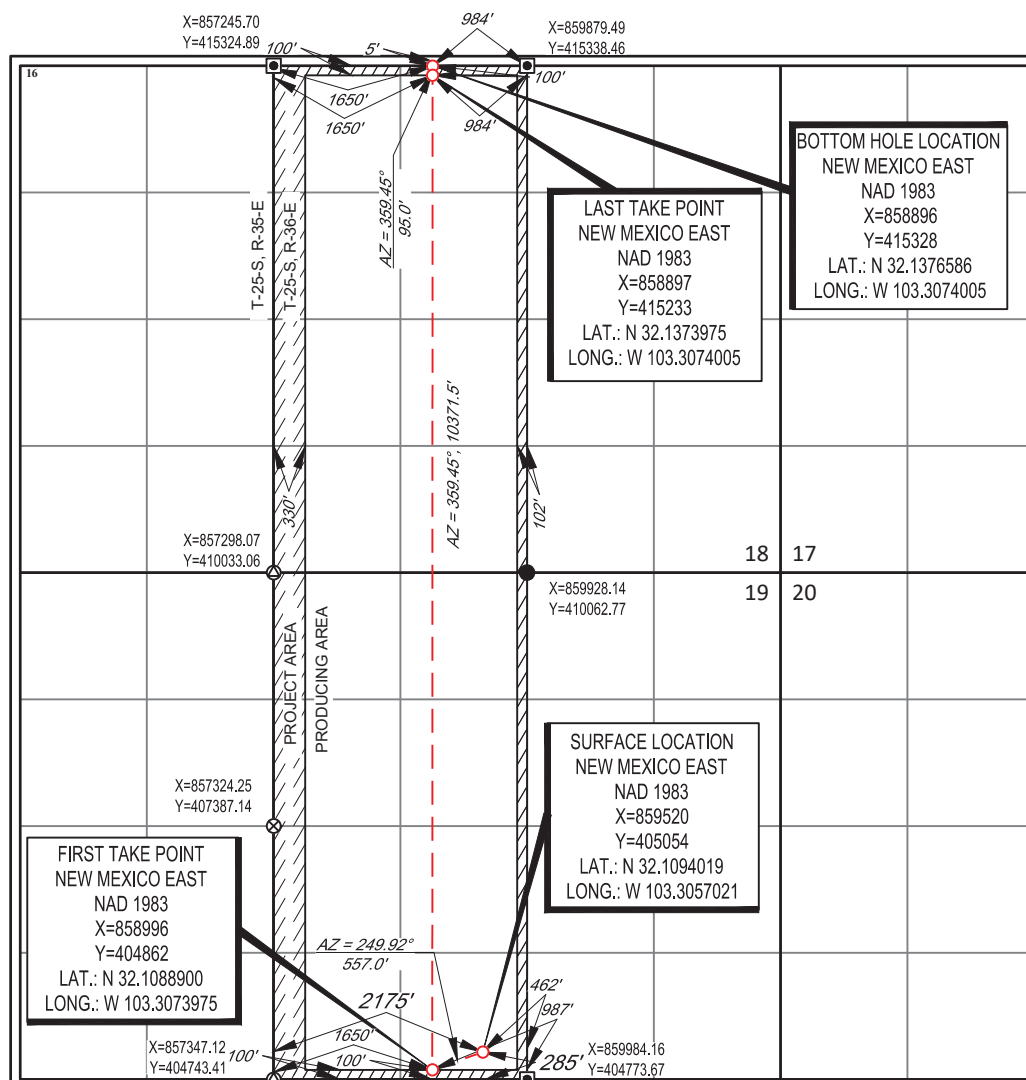 X=857245.70
Y=415324.89
984'
X=859879.49
Y=415338.46
100'
5'
16
100'
1650'
1650'
984'
AZ = 359.45°
95.0'
BOTTOM HOLE LOCATION
NEW MEXICO EAST
NAD 1983
X=858896
Y=415328
LAT.: N 32.1376586
LONG.: W 103.3074005
LAST TAKE POINT
NEW MEXICO EAST
NAD 1983
X=858897
Y=415233
LAT.: N 32.1373975
LONG.: W 103.3074005
T-25-S, R-35-E
T-25-S, R-36-E
AZ = 359.45°, 10371.5'
330'
102'
X=857298.07
Y=410033.06
18 17
19 20
X=859928.14
Y=410062.77
PROJECT AREA
PRODUCING AREA
SURFACE LOCATION
NEW MEXICO EAST
NAD 1983
X=859520
Y=405054
LAT.: N 32.1094019
LONG.: W 103.3057021
X=857324.25
Y=407387.14
FIRST TAKE POINT
NEW MEXICO EAST
NAD 1983
X=858996
Y=404862
LAT.: N 32.1088900
LONG.: W 103.3073975
AZ = 249.92°
557.0'
2175'
462'
987'
1650'
X=857347.12
Y=404743.41
100'
100'
285'
X=859984.16
Y=404773.67